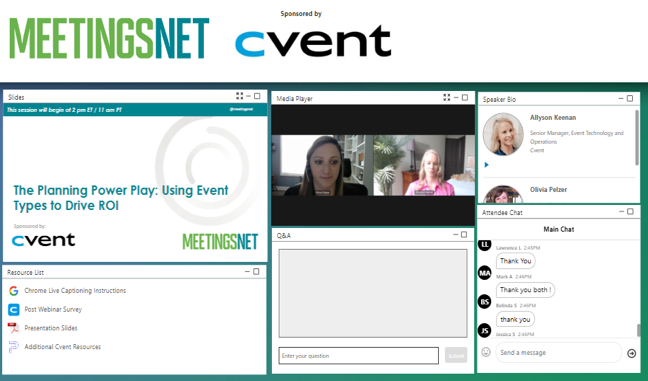 Sponsored by
MEETINGSNET
cvent
Slides
This session will begin at 2 pm ET / 11 am PT
@meetingsnet
The Planning Power Play: Using Event
Types to Drive ROI
Sponsored by:
cvent
MEETINGSNET
Resource List
Chrome Live Captioning Instructions
Post Webinar Survey
Presentation Slides
Additional Cvent Resources
Media Player
Q&A
Enter your question
Submit
Speaker Bio
Allyson Keenan
Senior Manager, Event Technology and
Operations
Cvent
Olivia Pelzer
Attendee Chat
Main Chat
LL
Lawrence L 2:45PM
Thank You
MA
Mark A 2:46PM
Thank you both !
BS
Belinda S 2:46PM
thank you
JS
Jessica S 2:46PM
Send a message